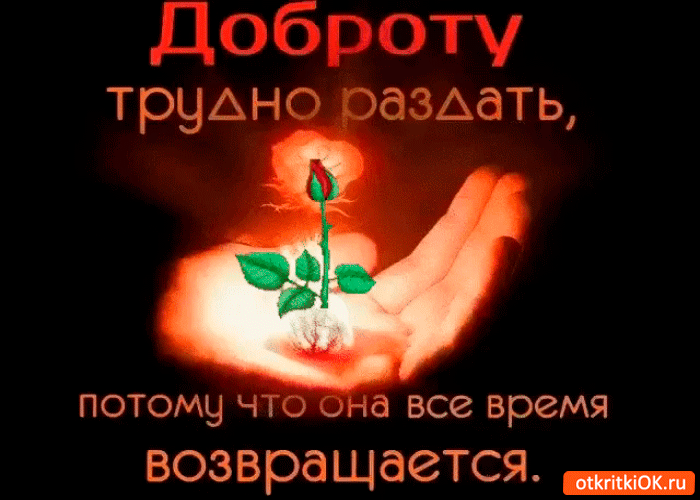 Доброту
трудно раздать,
потому что она все время
возвращается.
otkritkiOK.ru